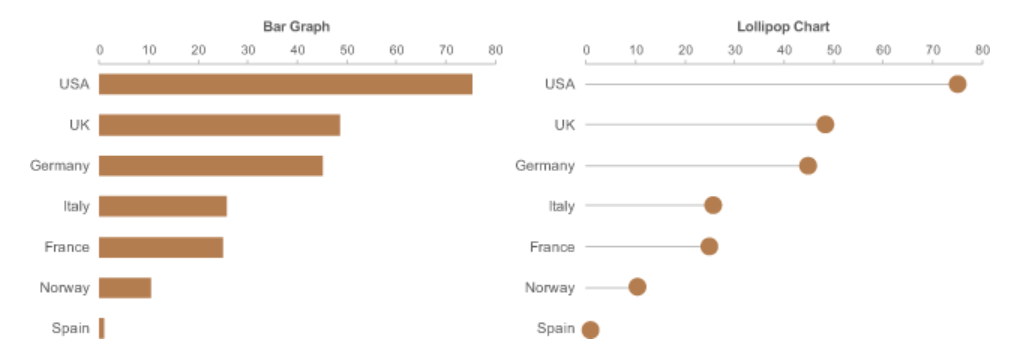 Bar Graph
0 10 20 30 40 50 60 70 80
USA
UK
Germany
Italy
France
Norway
Spain
Lollipop Chart
0 10 20 30 40 50 60 70 80
USA
UK
Germany
Italy
France
Norway
Spain